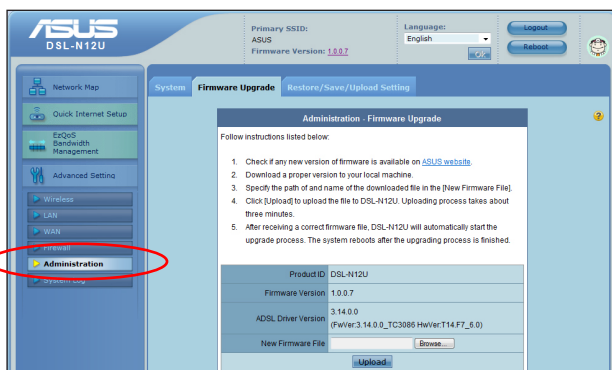 ASUS
DSL-N12U
Primary SSID:
ASUS
Firmware Version: 1.0.0.7
Language:
English
OK
Logout
Reboot
Network Map
Quick Internet Setup
EzQoS
Bandwidth
Management
Advanced Setting
Wireless
LAN
WAN
Firewall
Administration
System Log
System
Firmware Upgrade
Restore/Save/Upload Setting
Administration - Firmware Upgrade
Follow instructions listed below:
1. Check if any new version of firmware is available on ASUS website.
2. Download a proper version to your local machine.
3. Specify the path of and name of the downloaded file in the [New Firmware File].
4. Click [Upload] to upload the file to DSL-N12U. Uploading process takes about
three minutes.
5. After receiving a correct firmware file, DSL-N12U will automatically start the
upgrade process. The system reboots after the upgrading process is finished.
Product ID DSL-N12U
Firmware Version 1.0.0.7
ADSL Driver Version 3.14.0.0
(FwVer:3.14.0.0_TC3086 HwVer:T14.F7_6.0)
New Firmware File Browse...
Upload